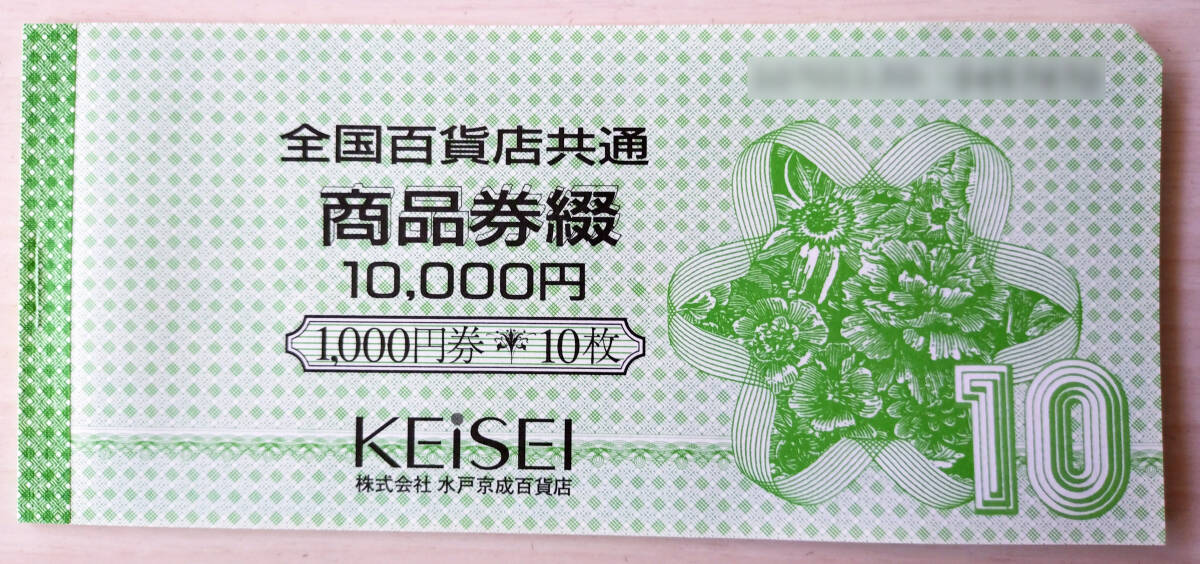 全国百貨店共通
商品券綴
10,000円
1,000円券 10枚
KEiSEI
株式会社 水戸京成百貨店
10